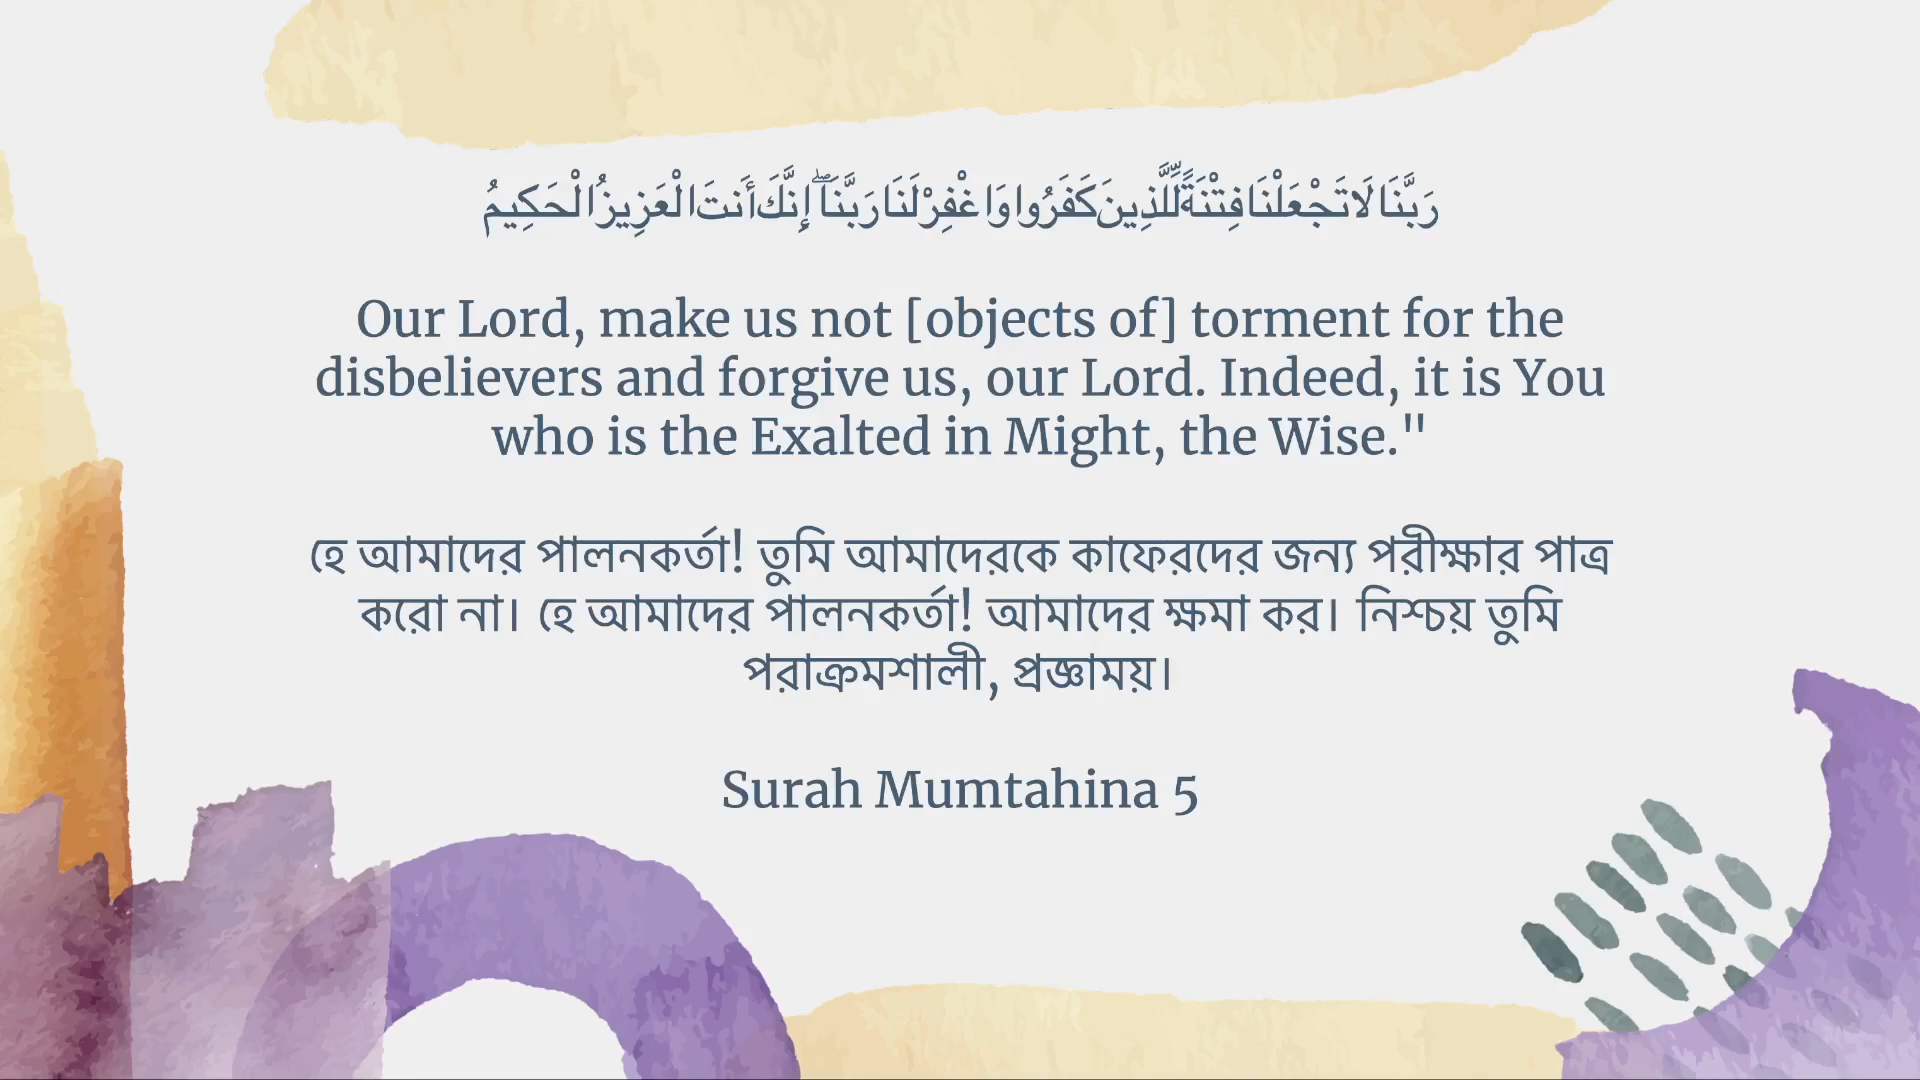 رَبَّنَا لَا تَجْعَلْنَا فِتْنَةً لِّلَّذِينَ كَفَرُوا وَاغْفِرْ لَنَا رَبَّنَا ۖ إِنَّكَ أَنتَ الْعَزِيزُ الْحَكِيمُ
Our Lord, make us not [objects of] torment for the
disbelievers and forgive us, our Lord. Indeed, it is You
who is the Exalted in Might, the Wise."
হে আমাদের পালনকর্তা! তুমি আমাদেরকে কাফেরদের জন্য পরীক্ষার পাত্র
করো না। হে আমাদের পালনকর্তা! আমাদের ক্ষমা কর। নিশ্চয় তুমি
পরাক্রমশালী, প্রজ্ঞাময়।
Surah Mumtahina 5